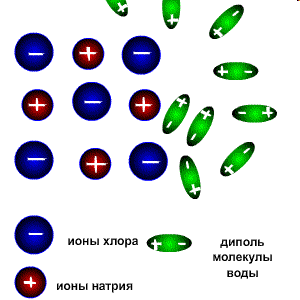 ионы хлора
диполь
молекулы
воды
ионы натрия